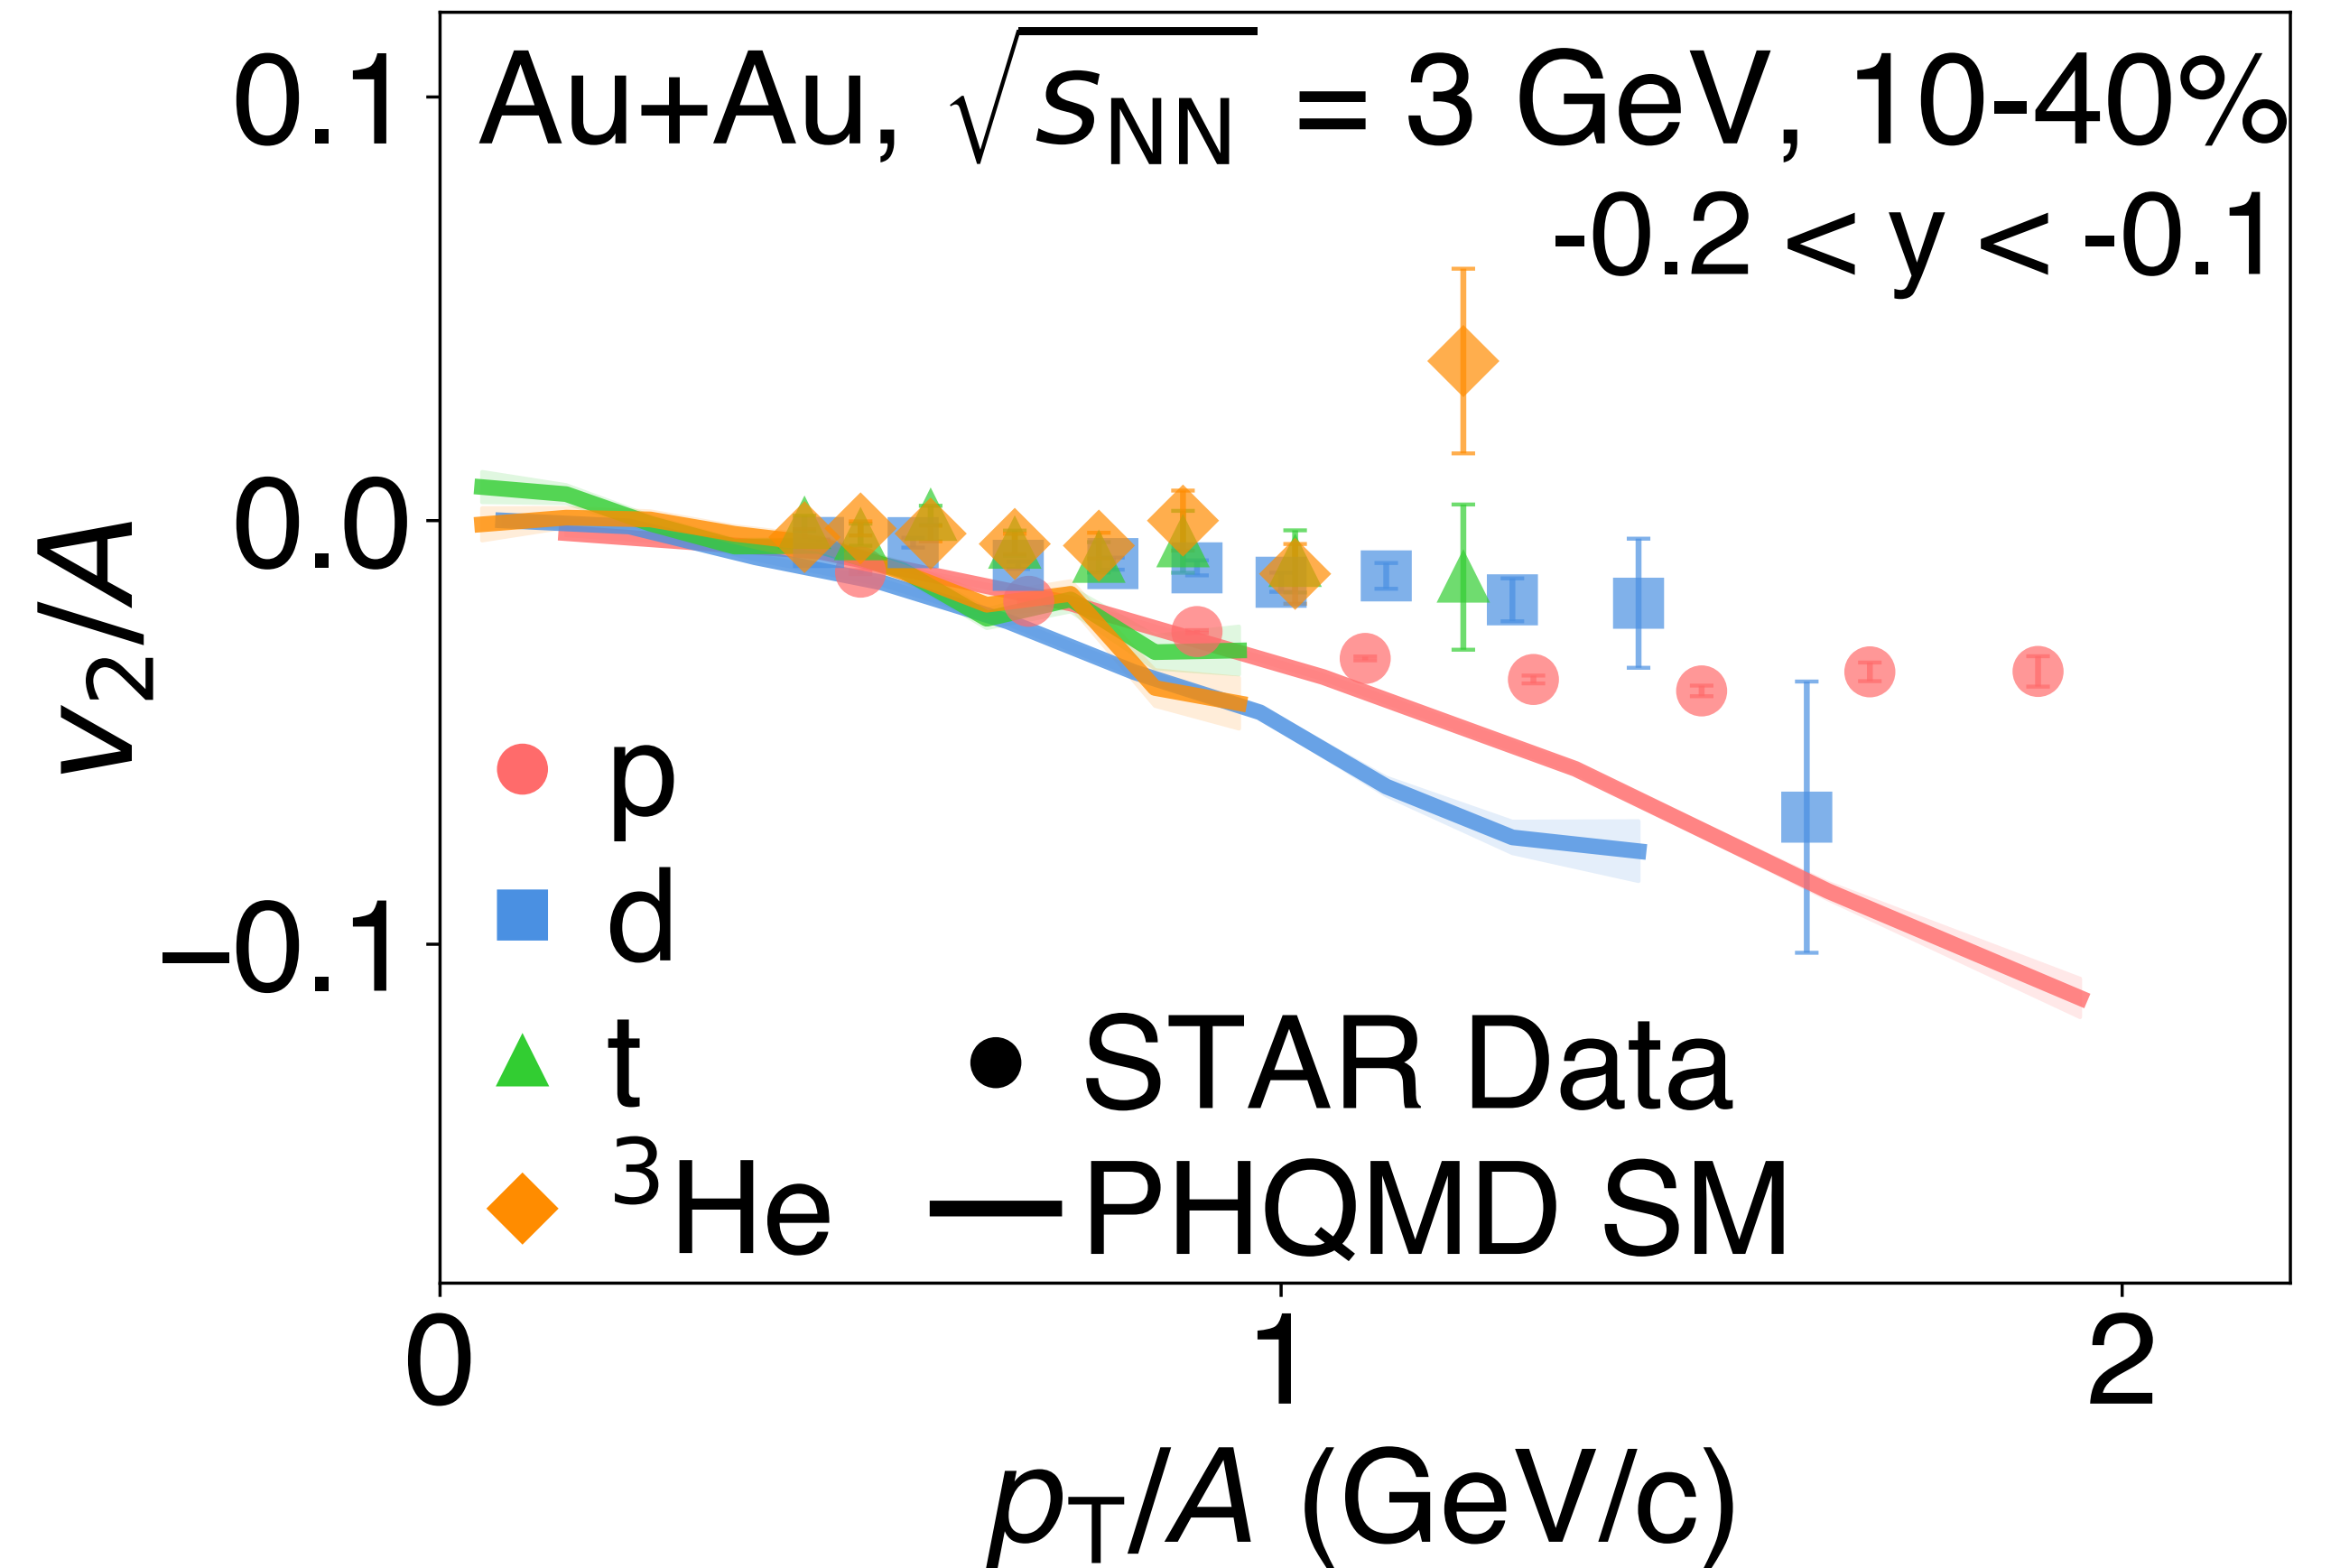 Au+Au, √sNN = 3 GeV, 10-40%
-0.2 < y < -0.1
0.1
0.0
−0.1
v2/A
p
d
t
3He
STAR Data
PHQMD SM
0 1 2
pT/A (GeV/c)